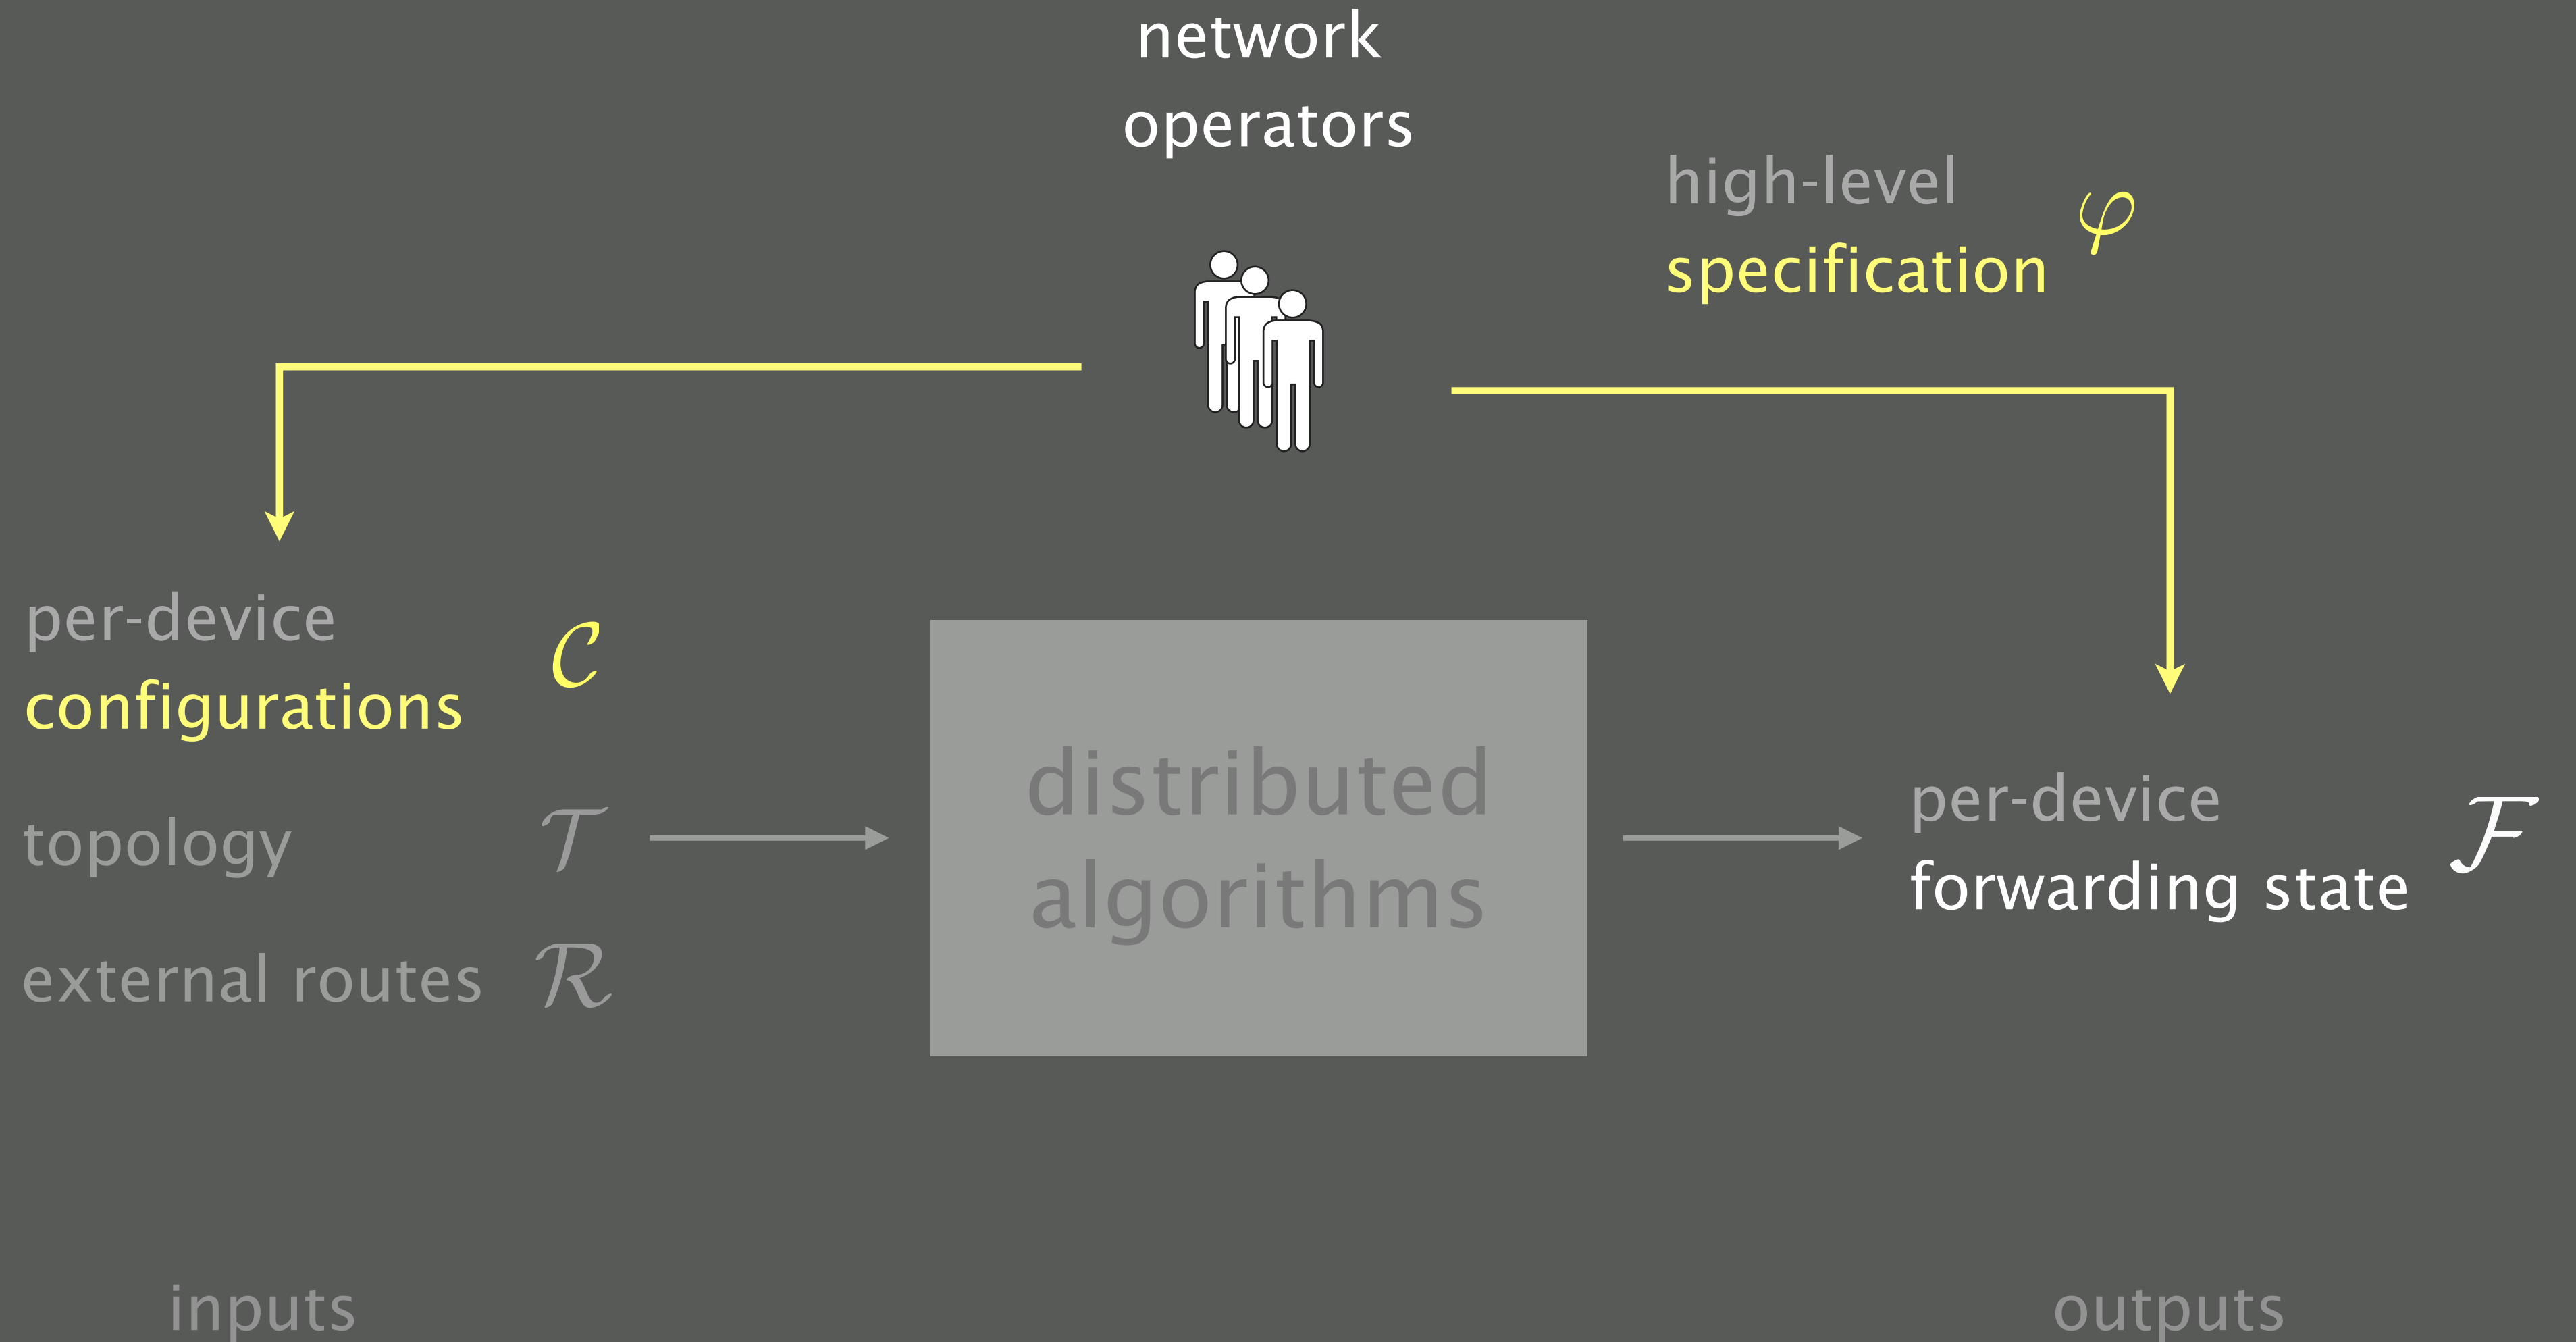 network
operators
high-level
specification φ
per-device
configurations 𝒞
topology 𝒯
external routes ℛ
distributed
algorithms
per-device
forwarding state ℱ
inputs
outputs